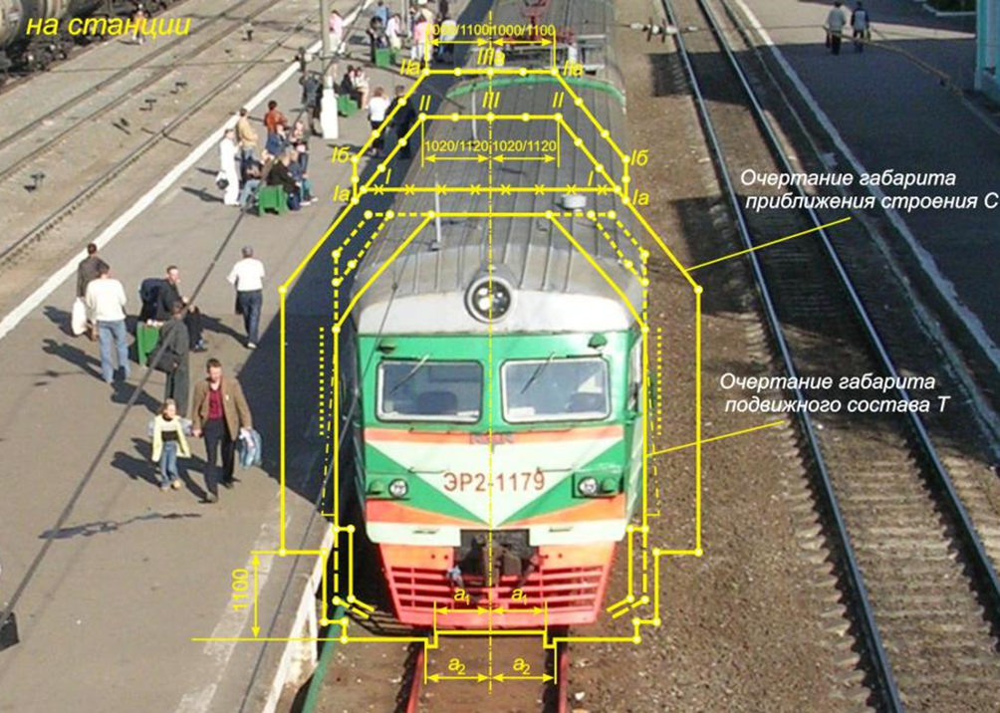 на станции
1000/1100 1000/1100
IIа IIIа IIа
II III II
1020/1120 1020/1120
Iб Iб
I I
Iа Iа
Очертание габарита
приближения строения С
Очертание габарита
подвижного состава Т
ЭР2-1179
1100
a₁ a₁
a₂ a₂